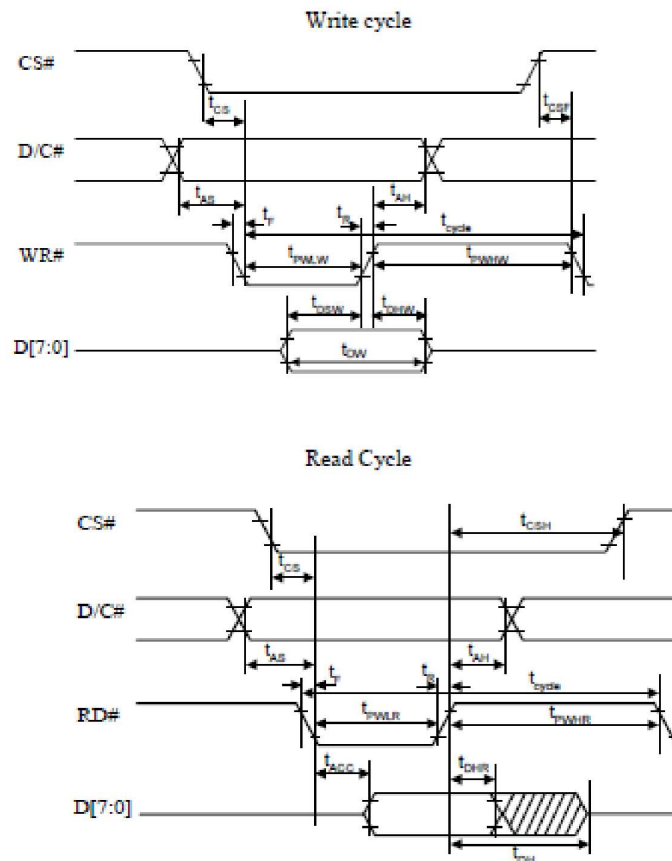 Write cycle
CS#
tCS
tCSF
D/C#
tAS
tF
tR
tAH
tcycle
WR#
tPWLW
tPWHW
tDSW
tDHW
D[7:0]
tDW
Read Cycle
CS#
tCSH
tCS
D/C#
tAS
tAH
tF
tR
tcycle
RD#
tPWLR
tPWHR
tACC
tDHR
D[7:0]